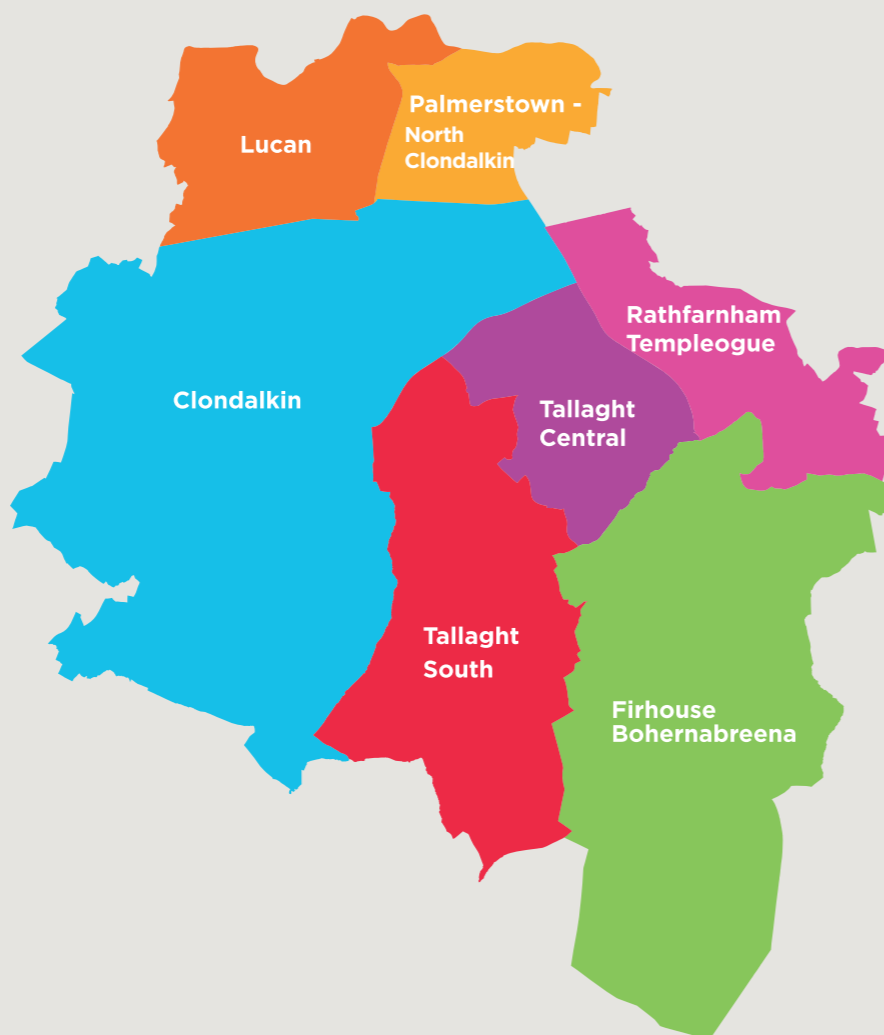 Lucan
Palmerstown -
North
Clondalkin
Rathfarnham
Templeogue
Clondalkin
Tallaght
Central
Tallaght
South
Firhouse
Bohernabreena